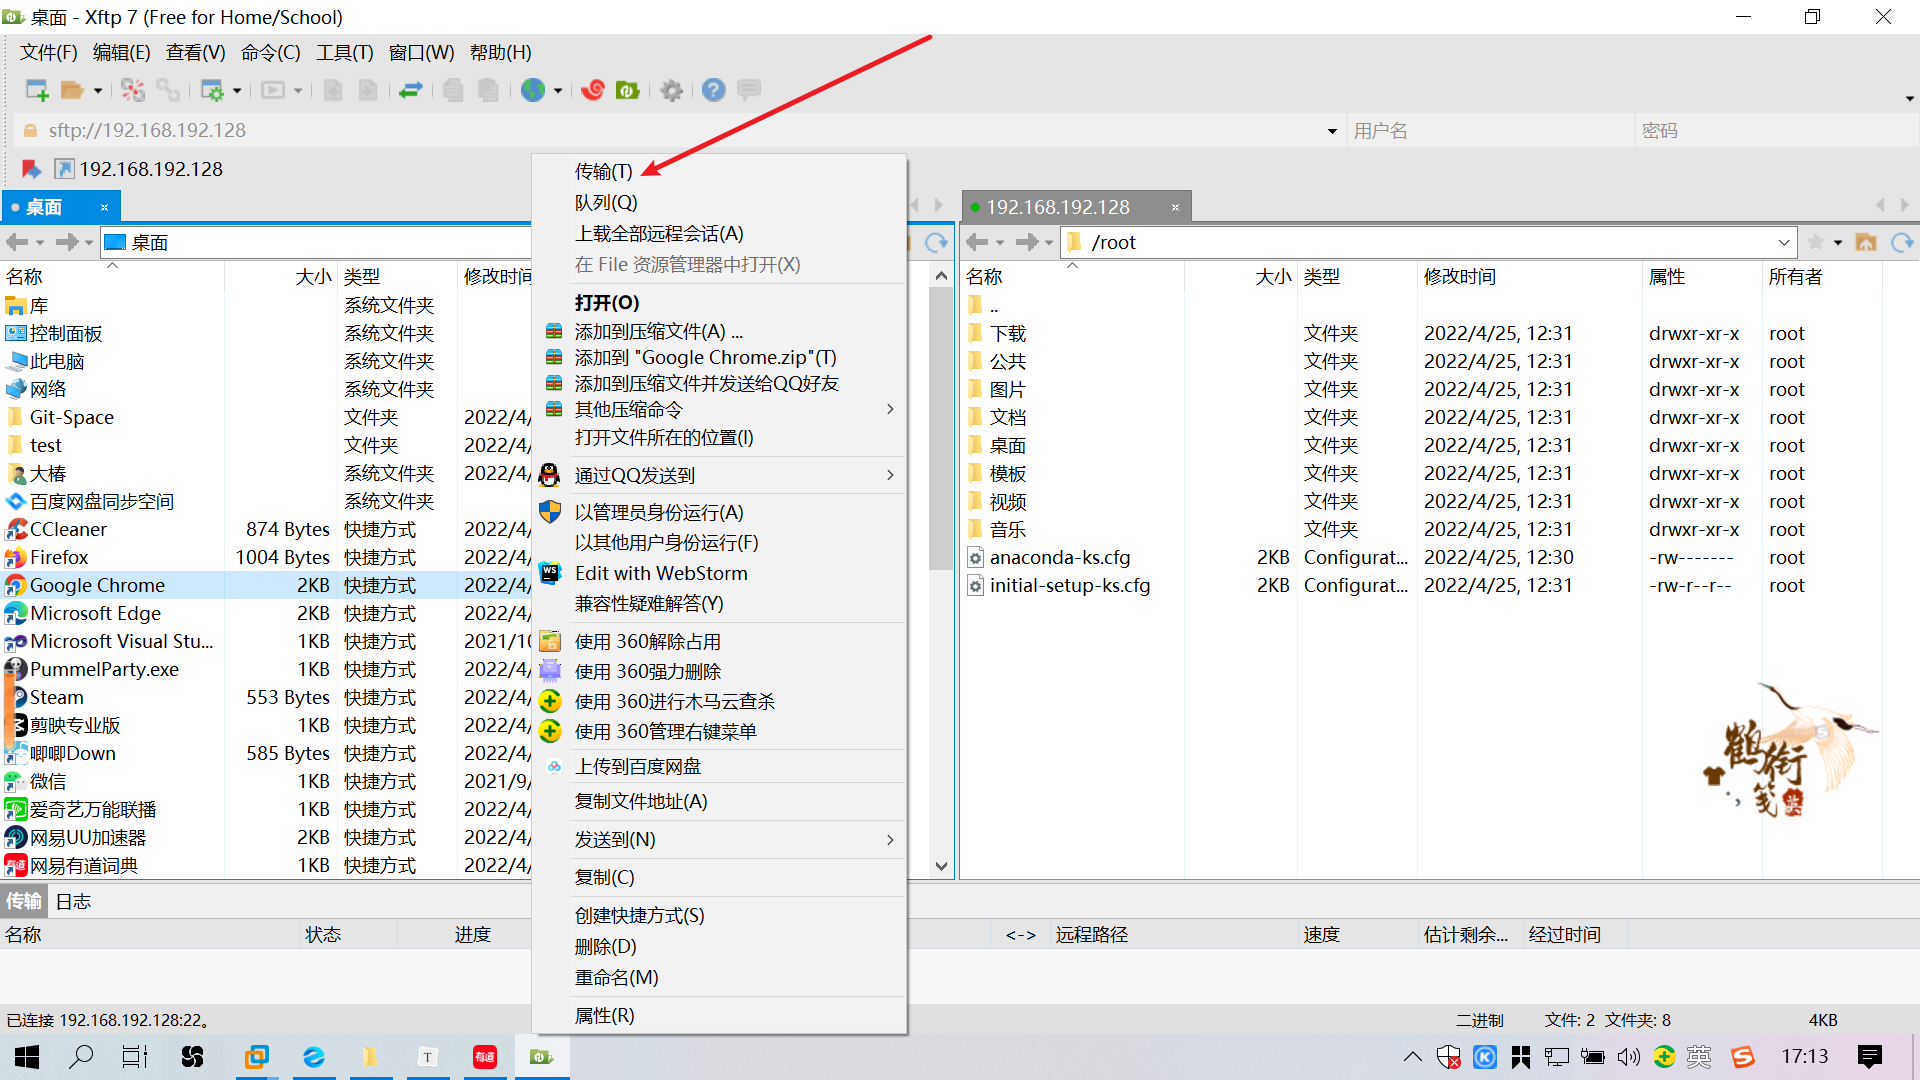 桌面 - Xftp 7 (Free for Home/School)
文件(F) 编辑(E) 查看(V) 命令(C) 工具(T) 窗口(W) 帮助(H)
sftp://192.168.192.128 用户名 密码
192.168.192.128
桌面 ×
192.168.192.128 ×
桌面
/root
名称 大小 类型 修改时间
库 系统文件夹
控制面板 系统文件夹
此电脑 系统文件夹
网络 系统文件夹
Git-Space 文件夹 2022/4/
test 文件夹 2022/4/
大椿 系统文件夹 2022/4/
百度网盘同步空间 系统文件夹
CCleaner 874 Bytes 快捷方式 2022/4/
Firefox 1004 Bytes 快捷方式 2022/4/
Google Chrome 2KB 快捷方式 2022/4/
Microsoft Edge 2KB 快捷方式 2022/4/
Microsoft Visual Stu... 1KB 快捷方式 2021/10
PummelParty.exe 1KB 快捷方式 2022/4/
Steam 553 Bytes 快捷方式 2022/4/
剪映专业版 1KB 快捷方式 2022/4/
唧唧Down 585 Bytes 快捷方式 2022/4/
微信 1KB 快捷方式 2021/9/
爱奇艺万能联播 1KB 快捷方式 2022/4/
网易UU加速器 2KB 快捷方式 2022/4/
网易有道词典 1KB 快捷方式 2022/4/
传输(T)
队列(Q)
上载全部远程会话(A)
在 File 资源管理器中打开(X)
打开(O)
添加到压缩文件(A) ...
添加到 "Google Chrome.zip"(T)
添加到压缩文件并发送给QQ好友
其他压缩命令
打开文件所在的位置(I)
通过QQ发送到
以管理员身份运行(A)
以其他用户身份运行(F)
Edit with WebStorm
兼容性疑难解答(Y)
使用 360解除占用
使用 360强力删除
使用 360进行木马云查杀
使用 360管理右键菜单
上传到百度网盘
复制文件地址(A)
发送到(N)
复制(C)
创建快捷方式(S)
删除(D)
重命名(M)
属性(R)
名称 大小 类型 修改时间 属性 所有者
..
下载 文件夹 2022/4/25, 12:31 drwxr-xr-x root
公共 文件夹 2022/4/25, 12:31 drwxr-xr-x root
图片 文件夹 2022/4/25, 12:31 drwxr-xr-x root
文档 文件夹 2022/4/25, 12:31 drwxr-xr-x root
桌面 文件夹 2022/4/25, 12:31 drwxr-xr-x root
模板 文件夹 2022/4/25, 12:31 drwxr-xr-x root
视频 文件夹 2022/4/25, 12:31 drwxr-xr-x root
音乐 文件夹 2022/4/25, 12:31 drwxr-xr-x root
anaconda-ks.cfg 2KB Configurat... 2022/4/25, 12:30 -rw------- root
initial-setup-ks.cfg 2KB Configurat... 2022/4/25, 12:31 -rw-r--r-- root
鹤衔笺
传输 日志
名称 状态 进度 <-> 远程路径 速度 估计剩余... 经过时间
已连接 192.168.192.128:22。 二进制 文件: 2 文件夹: 8 4KB
T 有道 英 17:13